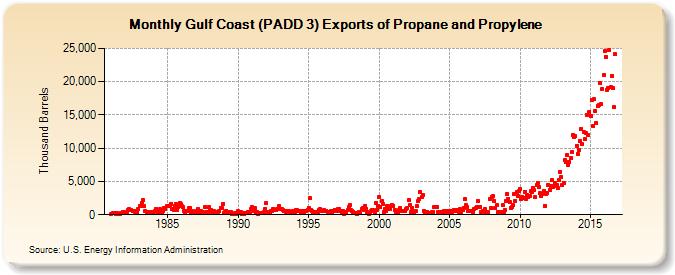 Monthly Gulf Coast (PADD 3) Exports of Propane and Propylene
Thousand Barrels
25,000
20,000
15,000
10,000
5,000
0
1985 1990 1995 2000 2005 2010 2015
Source: U.S. Energy Information Administration